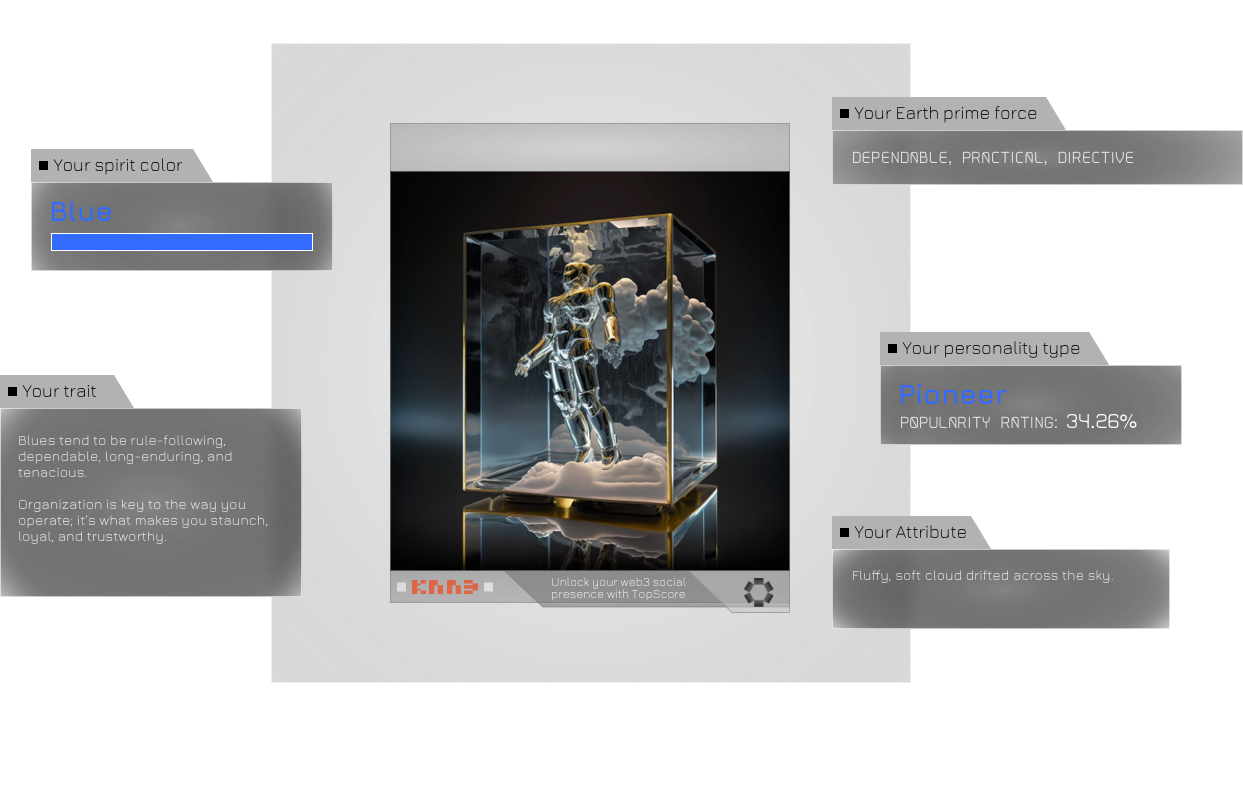 Your Earth prime force
DEPENDABLE, PRACTICAL, DIRECTIVE
Your spirit color
Blue
Your personality type
Pioneer
POPULARITY RATING: 34.26%
Your trait
Blues tend to be rule-following,
dependable, long-enduring, and
tenacious.
Organization is key to the way you
operate; it's what makes you staunch,
loyal, and trustworthy.
Your Attribute
Fluffy, soft cloud drifted across the sky.
KNN3
Unlock your web3 social
presence with TopScore